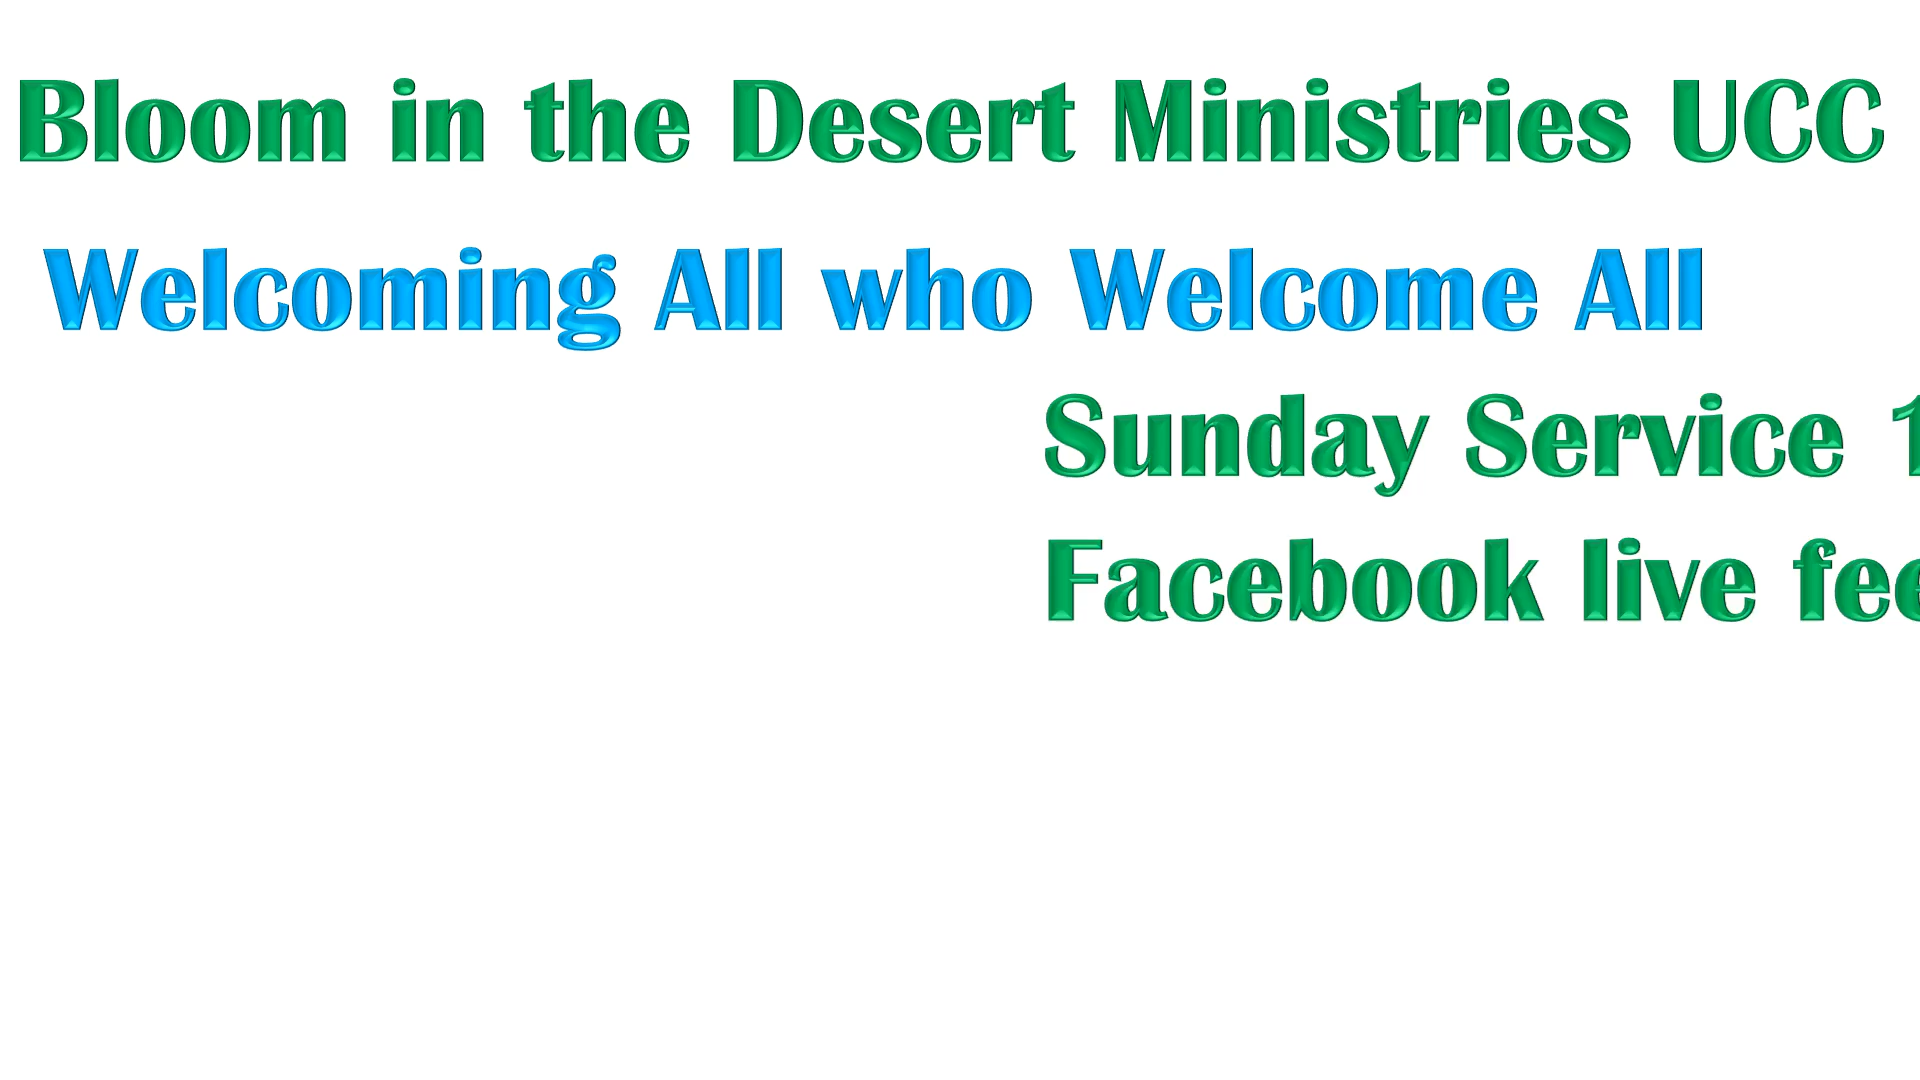 Bloom in the Desert Ministries UCC
Welcoming All who Welcome All
Sunday Service
Facebook live